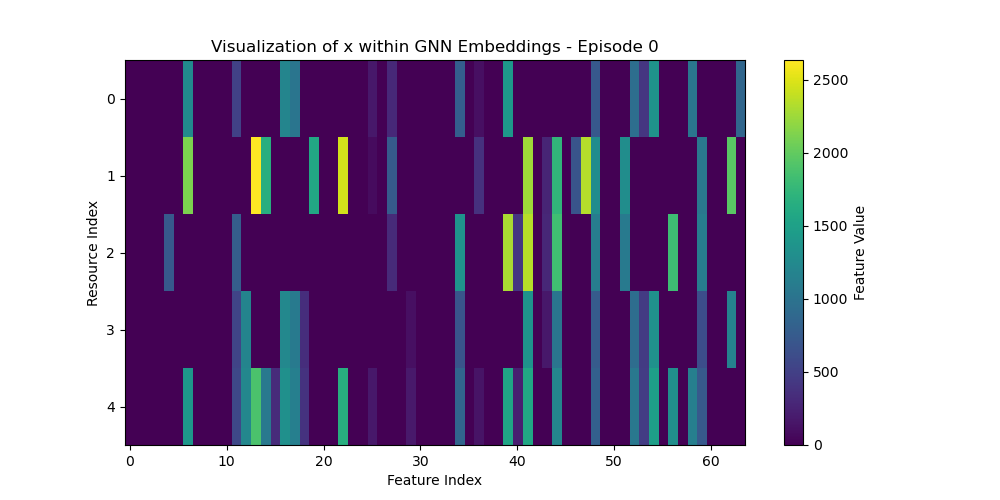 Visualization of x within GNN Embeddings - Episode 0
Resource Index
0
1
2
3
4
0 10 20 30 40 50 60
Feature Index
2500
2000
1500
1000
500
0
Feature Value